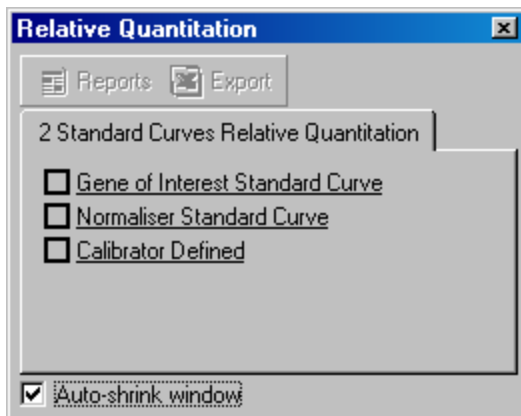 Relative Quantitation
Reports Export
2 Standard Curves Relative Quantitation
Gene of Interest Standard Curve
Normaliser Standard Curve
Calibrator Defined
Auto-shrink window